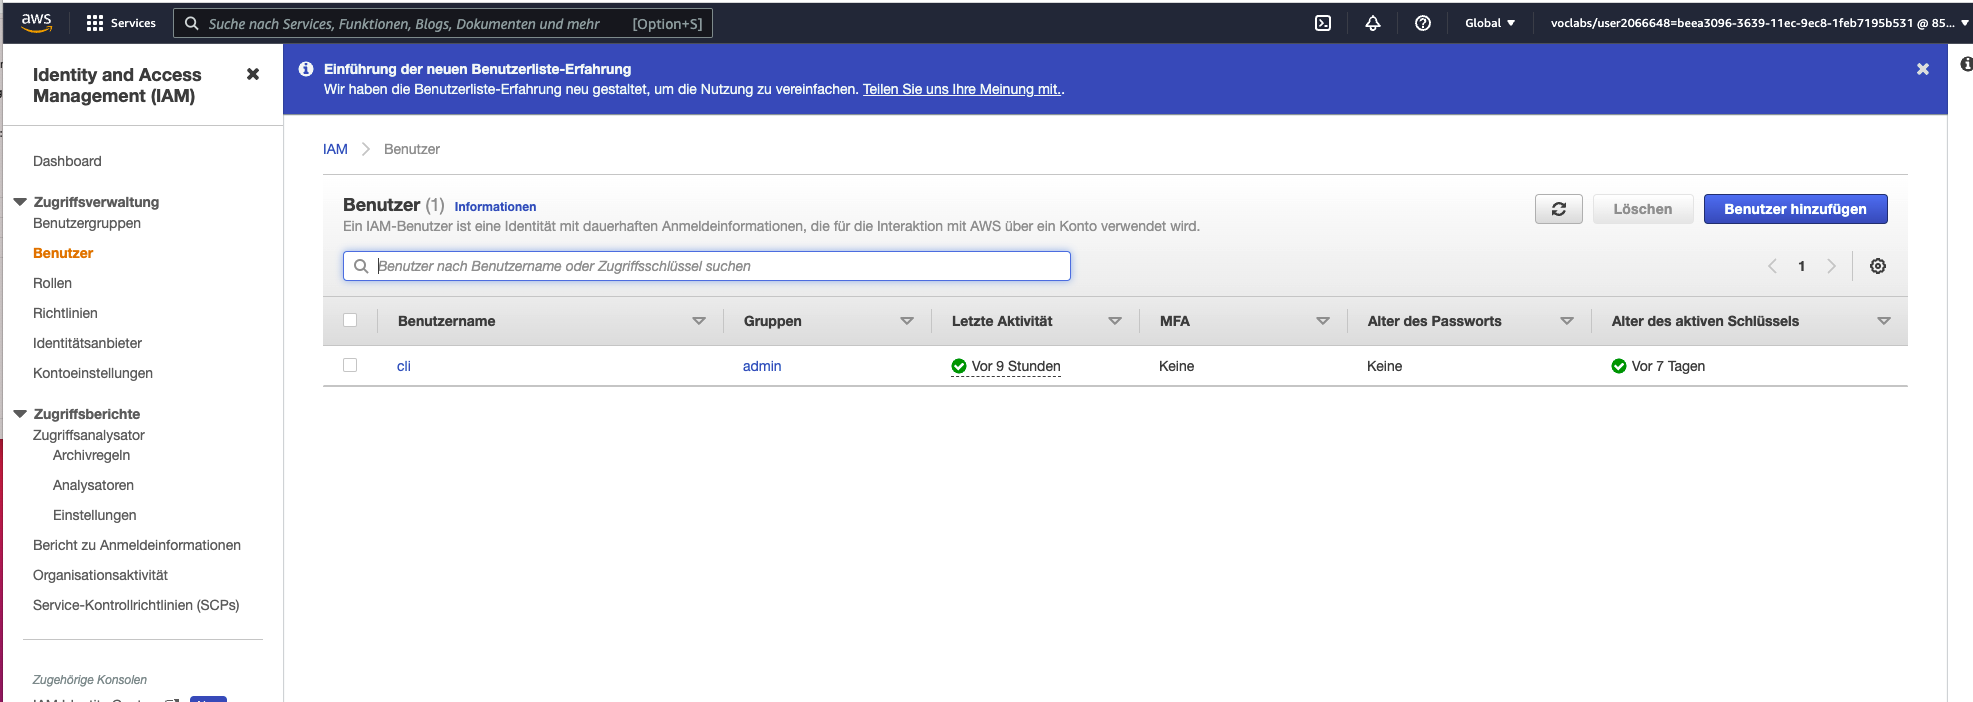 aws
Services
Suche nach Services, Funktionen, Blogs, Dokumenten und mehr [Option+S]
Global
voclabs/user2066648=beea3096-3639-11ec-9ec8-1feb7195b531 @ 85...
Identity and Access
Management (IAM)
Dashboard
Zugriffsverwaltung
Benutzergruppen
Benutzer
Rollen
Richtlinien
Identitätsanbieter
Kontoeinstellungen
Zugriffsberichte
Zugriffsanalysator
Archivregeln
Analysatoren
Einstellungen
Bericht zu Anmeldeinformationen
Organisationsaktivität
Service-Kontrollrichtlinien (SCPs)
Zugehörige Konsolen
Einführung der neuen Benutzerliste-Erfahrung
Wir haben die Benutzerliste-Erfahrung neu gestaltet, um die Nutzung zu vereinfachen. Teilen Sie uns Ihre Meinung mit..
IAM Benutzer
Benutzer (1) Informationen
Ein IAM-Benutzer ist eine Identität mit dauerhaften Anmeldeinformationen, die für die Interaktion mit AWS über ein Konto verwendet wird.
Löschen
Benutzer hinzufügen
Benutzer nach Benutzername oder Zugriffsschlüssel suchen
1
Benutzername Gruppen Letzte Aktivität MFA Alter des Passworts Alter des aktiven Schlüssels
cli admin Vor 9 Stunden Keine Keine Vor 7 Tagen